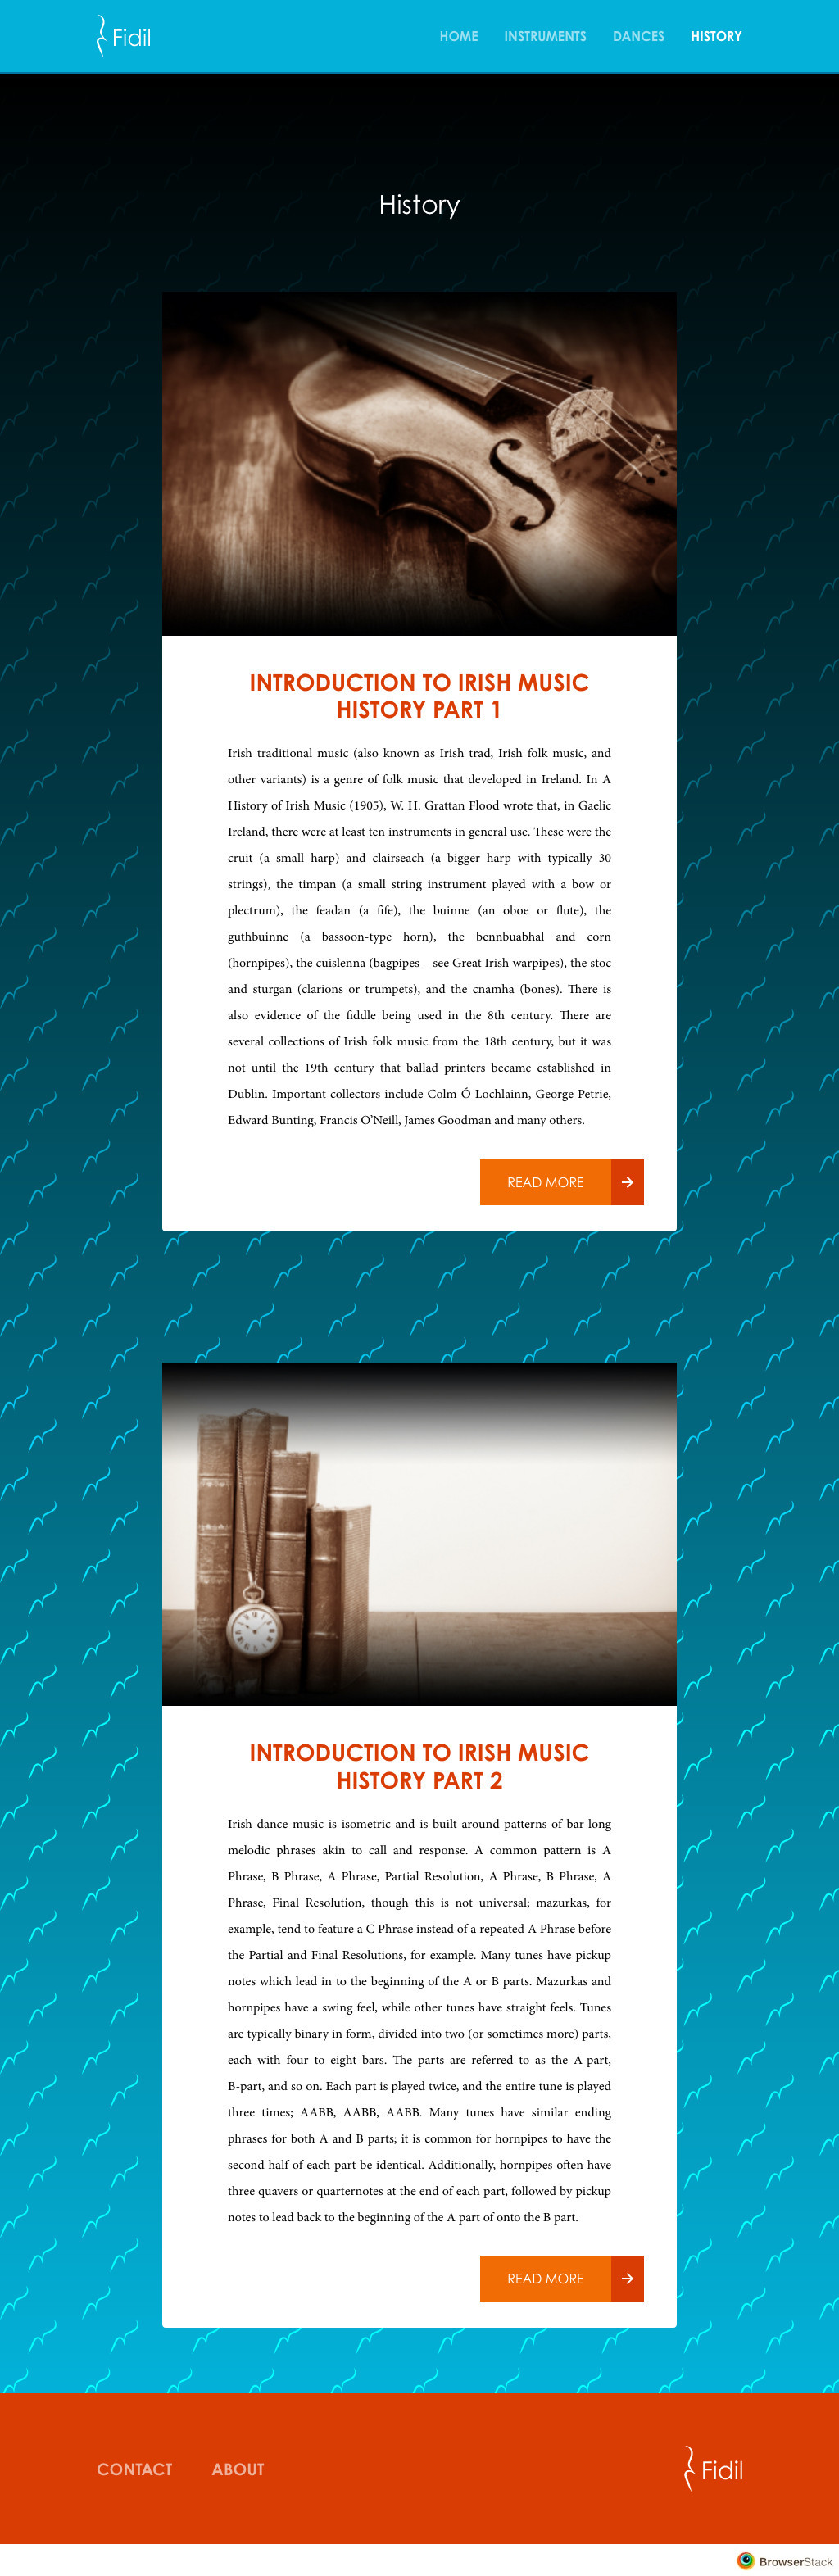 Fidil
HOME INSTRUMENTS DANCES HISTORY
History
INTRODUCTION TO IRISH MUSIC
HISTORY PART 1
Irish traditional music (also known as Irish trad, Irish folk music, and
other variants) is a genre of folk music that developed in Ireland. In A
History of Irish Music (1905), W. H. Grattan Flood wrote that, in Gaelic
Ireland, there were at least ten instruments in general use. These were the
cruit (a small harp) and clairseach (a bigger harp with typically 30
strings), the timpan (a small string instrument played with a bow or
plectrum), the feadan (a fife), the buinne (an oboe or flute), the
guthbuinne (a bassoon-type horn), the bennbuabhal and corn
(hornpipes), the cuislenna (bagpipes – see Great Irish warpipes), the stoc
and sturgan (clarions or trumpets), and the cnamha (bones). There is
also evidence of the fiddle being used in the 8th century. There are
several collections of Irish folk music from the 18th century, but it was
not until the 19th century that ballad printers became established in
Dublin. Important collectors include Colm Ó Lochlainn, George Petrie,
Edward Bunting, Francis O’Neill, James Goodman and many others.
READ MORE
INTRODUCTION TO IRISH MUSIC
HISTORY PART 2
Irish dance music is isometric and is built around patterns of bar-long
melodic phrases akin to call and response. A common pattern is A
Phrase, B Phrase, A Phrase, Partial Resolution, A Phrase, B Phrase, A
Phrase, Final Resolution, though this is not universal; mazurkas, for
example, tend to feature a C Phrase instead of a repeated A Phrase before
the Partial and Final Resolutions, for example. Many tunes have pickup
notes which lead in to the beginning of the A or B parts. Mazurkas and
hornpipes have a swing feel, while other tunes have straight feels. Tunes
are typically binary in form, divided into two (or sometimes more) parts,
each with four to eight bars. The parts are referred to as the A-part,
B-part, and so on. Each part is played twice, and the entire tune is played
three times; AABB, AABB, AABB. Many tunes have similar ending
phrases for both A and B parts; it is common for hornpipes to have the
second half of each part be identical. Additionally, hornpipes often have
three quavers or quarternotes at the end of each part, followed by pickup
notes to lead back to the beginning of the A part of onto the B part.
READ MORE
CONTACT ABOUT
Fidil
BrowserStack